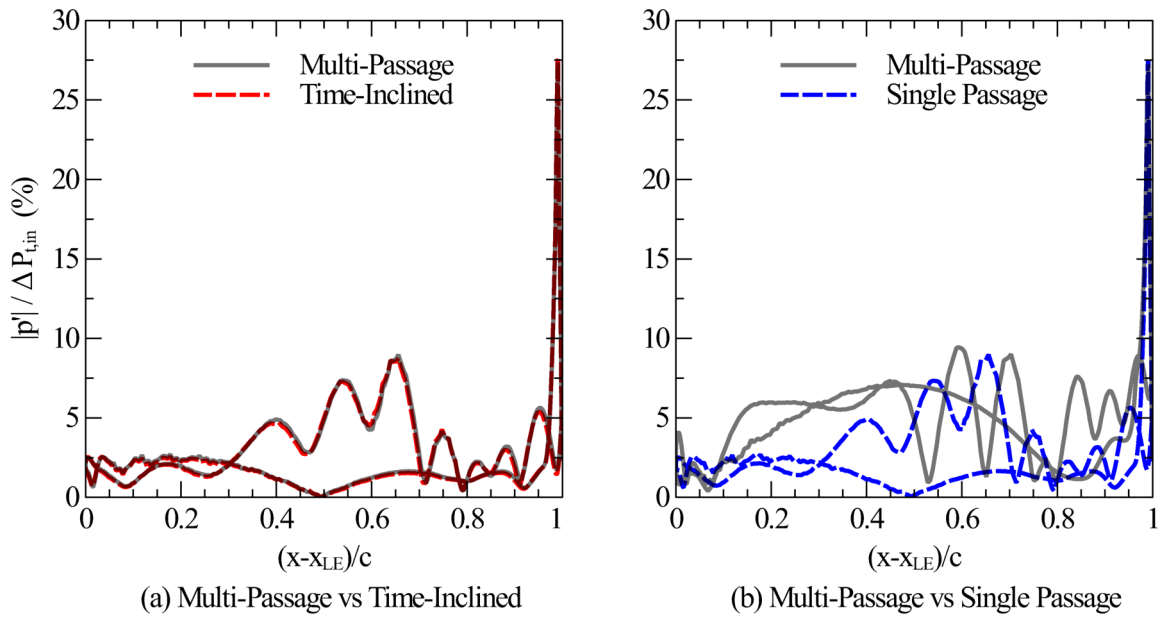 30
25
20
15
10
5
0
|p'| / ΔP_t,in (%)
Multi-Passage
Time-Inclined
0 0.2 0.4 0.6 0.8 1
(x-x_LE)/c
(a) Multi-Passage vs Time-Inclined
30
25
20
15
10
5
0
Multi-Passage
Single Passage
0 0.2 0.4 0.6 0.8 1
(x-x_LE)/c
(b) Multi-Passage vs Single Passage